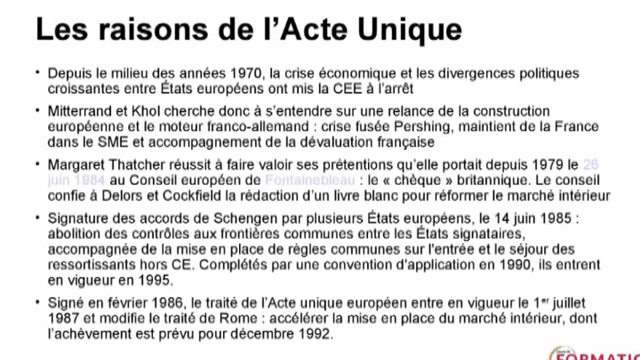 Les raisons de l'Acte Unique
• Depuis le milieu des années 1970, la crise économique et les divergences politiques
croissantes entre États européens ont mis la CEE à l'arrêt
• Mitterrand et Khol cherche donc à s'entendre sur une relance de la construction
européenne et le moteur franco-allemand : crise fusée Pershing, maintient de la France
dans le SME et accompagnement de la dévaluation française
• Margaret Thatcher réussit à faire valoir ses prétentions qu'elle portait depuis 1979 le 26
juin 1984 au Conseil européen de Fontainebleau : le « chèque » britannique. Le conseil
confie à Delors et Cockfield la rédaction d'un livre blanc pour réformer le marché intérieur
• Signature des accords de Schengen par plusieurs États européens, le 14 juin 1985 :
abolition des contrôles aux frontières communes entre les États signataires,
accompagnée de la mise en place de règles communes sur l'entrée et le séjour des
ressortissants hors CE. Complétés par une convention d'application en 1990, ils entrent
en vigueur en 1995.
• Signé en février 1986, le traité de l'Acte unique européen entre en vigueur le 1er juillet
1987 et modifie le traité de Rome : accélérer la mise en place du marché intérieur, dont
l'achèvement est prévu pour décembre 1992.
FORMATIO